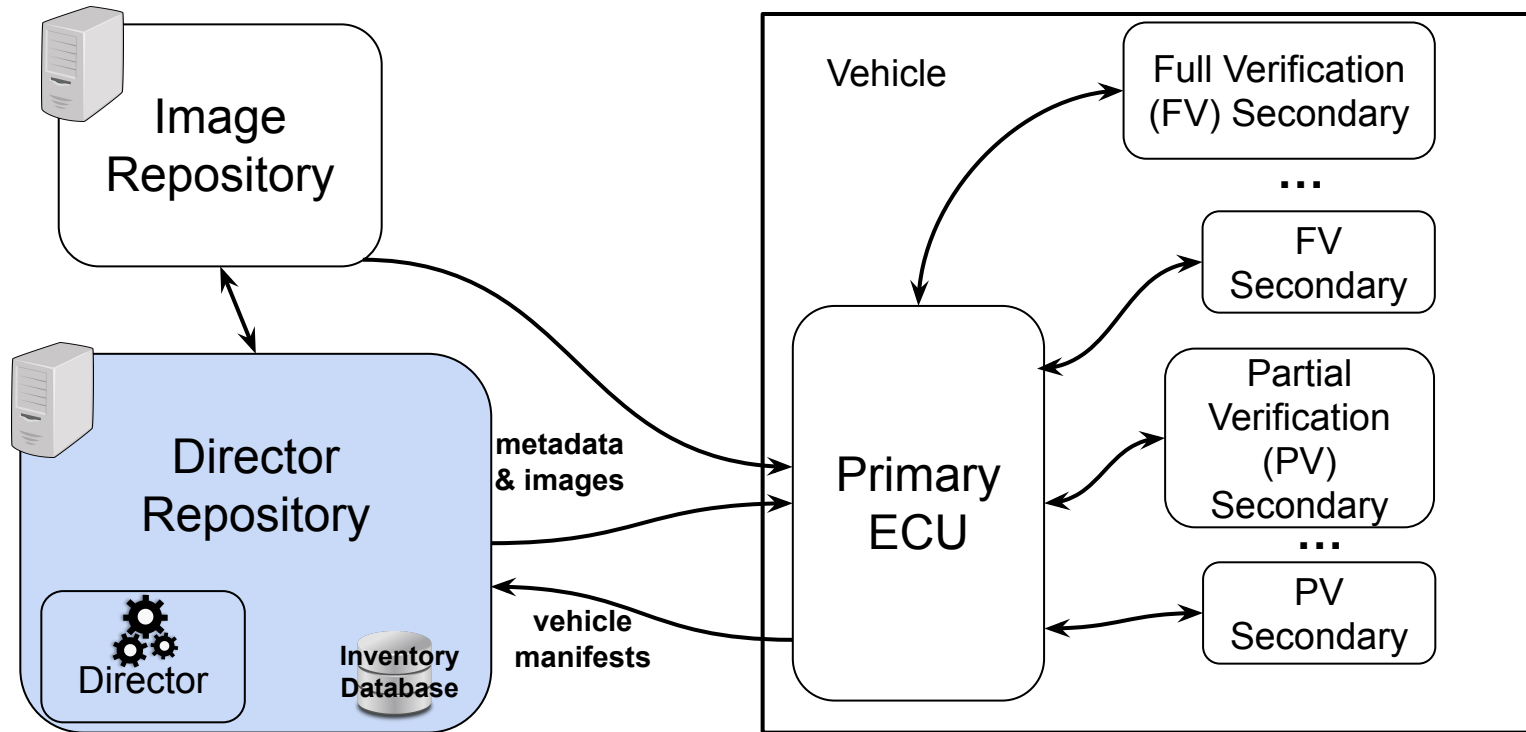 Image
Repository
Director
Repository
Director
Inventory
Database
metadata
& images
vehicle
manifests
Vehicle
Primary
ECU
Full Verification
(FV) Secondary
...
FV
Secondary
Partial
Verification
(PV)
Secondary
...
PV
Secondary